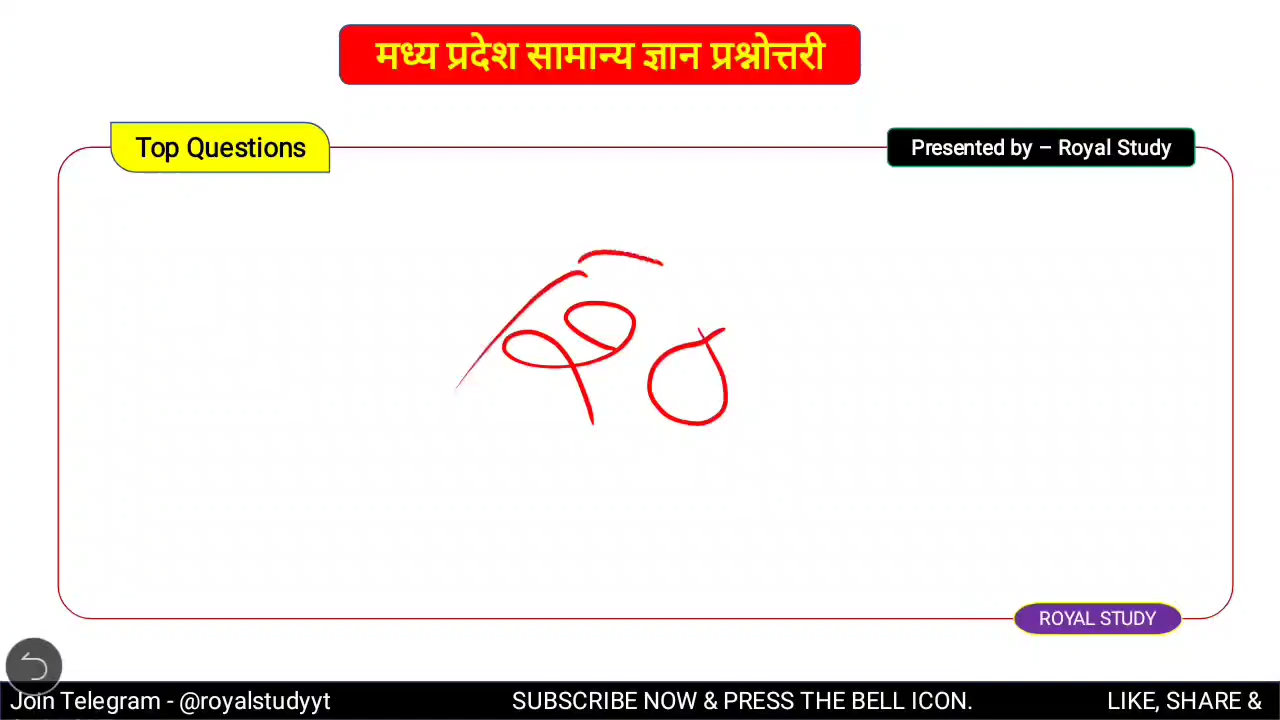 मध्य प्रदेश सामान्य ज्ञान प्रश्नोत्तरी
Top Questions
Presented by – Royal Study
ROYAL STUDY
Join Telegram - @royalstudyyt
SUBSCRIBE NOW & PRESS THE BELL ICON.
LIKE, SHARE &